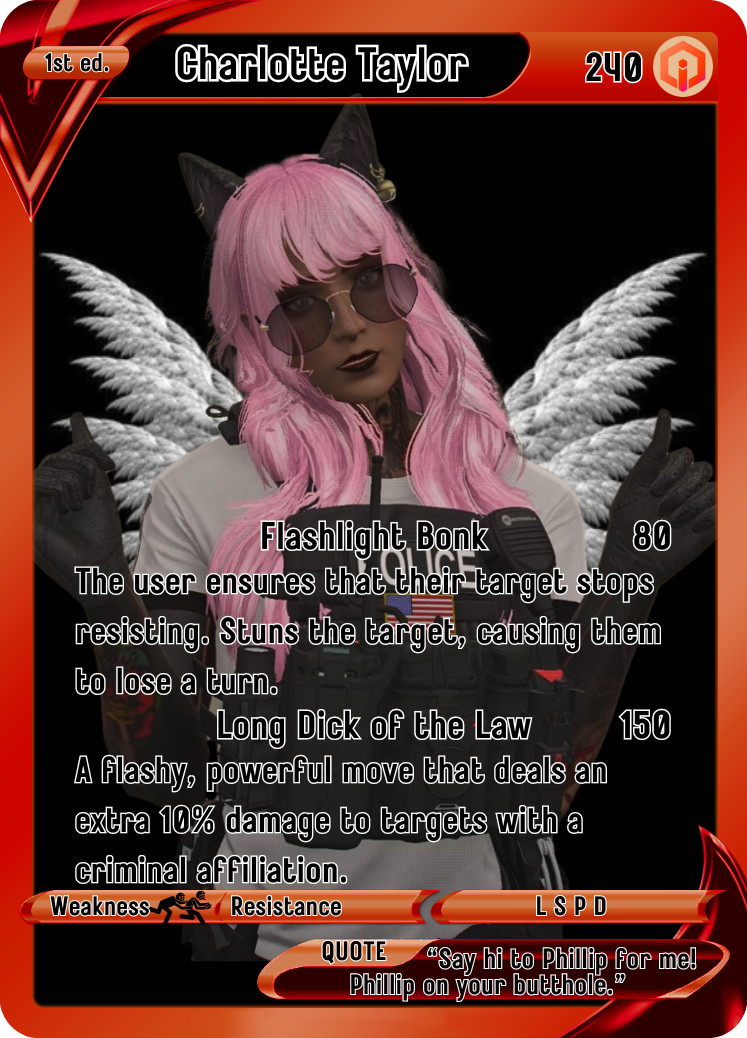 1st ed.
Charlotte Taylor
240
POLICE
Flashlight Bonk 80
The user ensures that their target stops
resisting. Stuns the target, causing them
to lose a turn.
Long Dick of the Law 150
A flashy, powerful move that deals an
extra 10% damage to targets with a
criminal affiliation.
Weakness Resistance LSPD
QUOTE "Say hi to Phillip for me!
Phillip on your butthole."